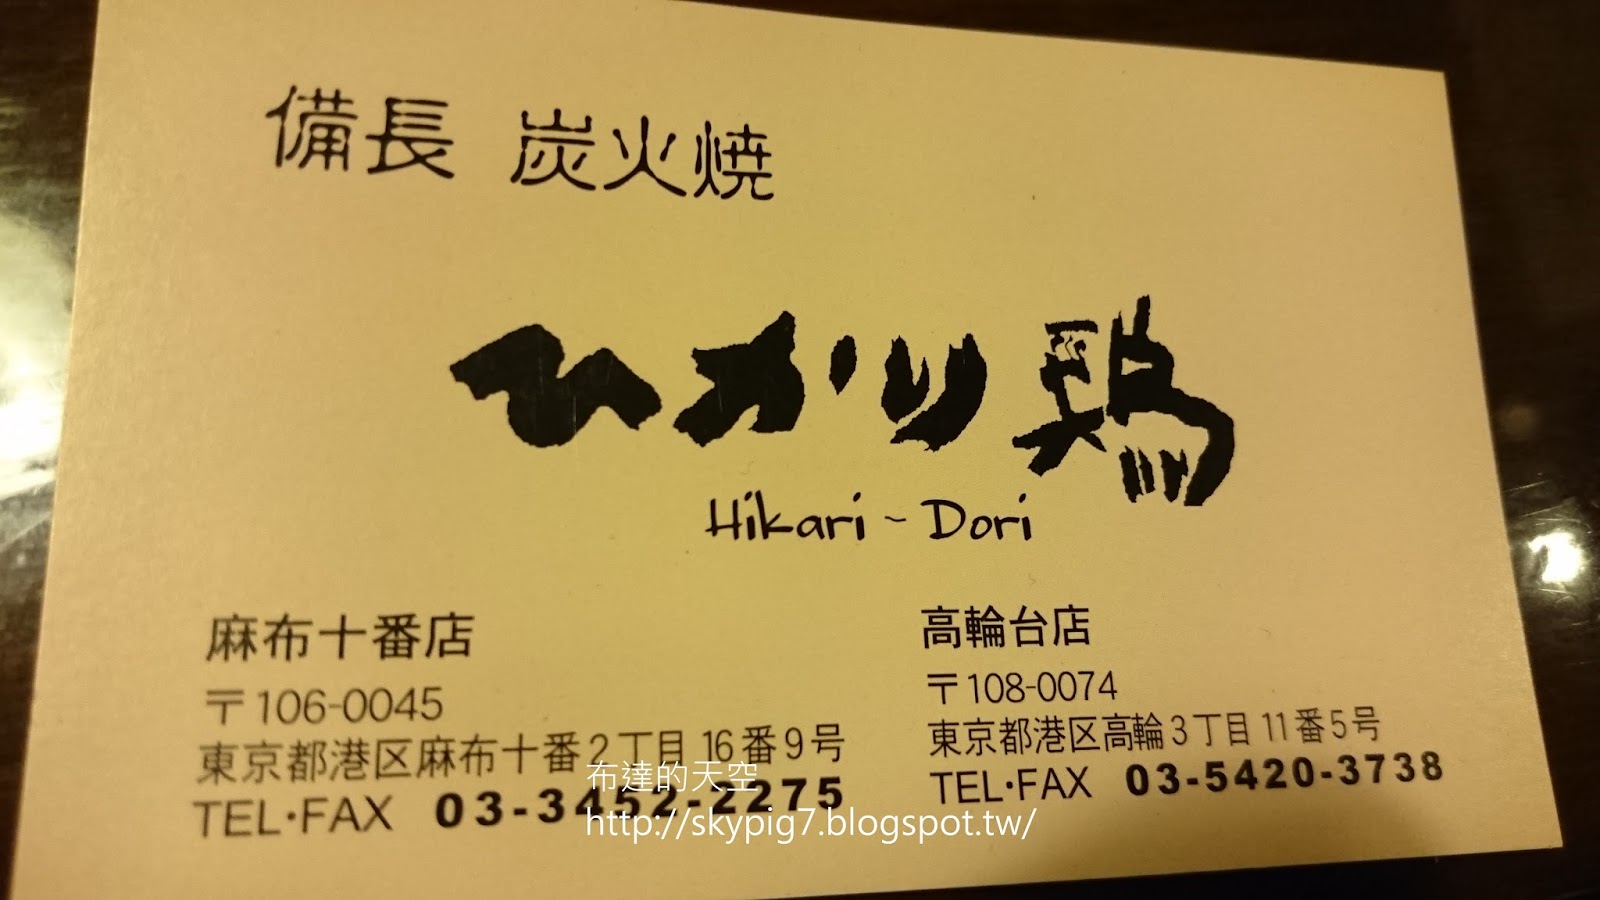 備長 炭火焼
ひかり鶏
Hikari ~ Dori
麻布十番店
〒106-0045
東京都港区麻布十番2丁目16番9号
TEL・FAX 03-3452-2275
高輪台店
〒108-0074
東京都港区高輪3丁目11番5号
TEL・FAX 03-5420-3738
布達的天空
http://skypig7.blogspot.tw/